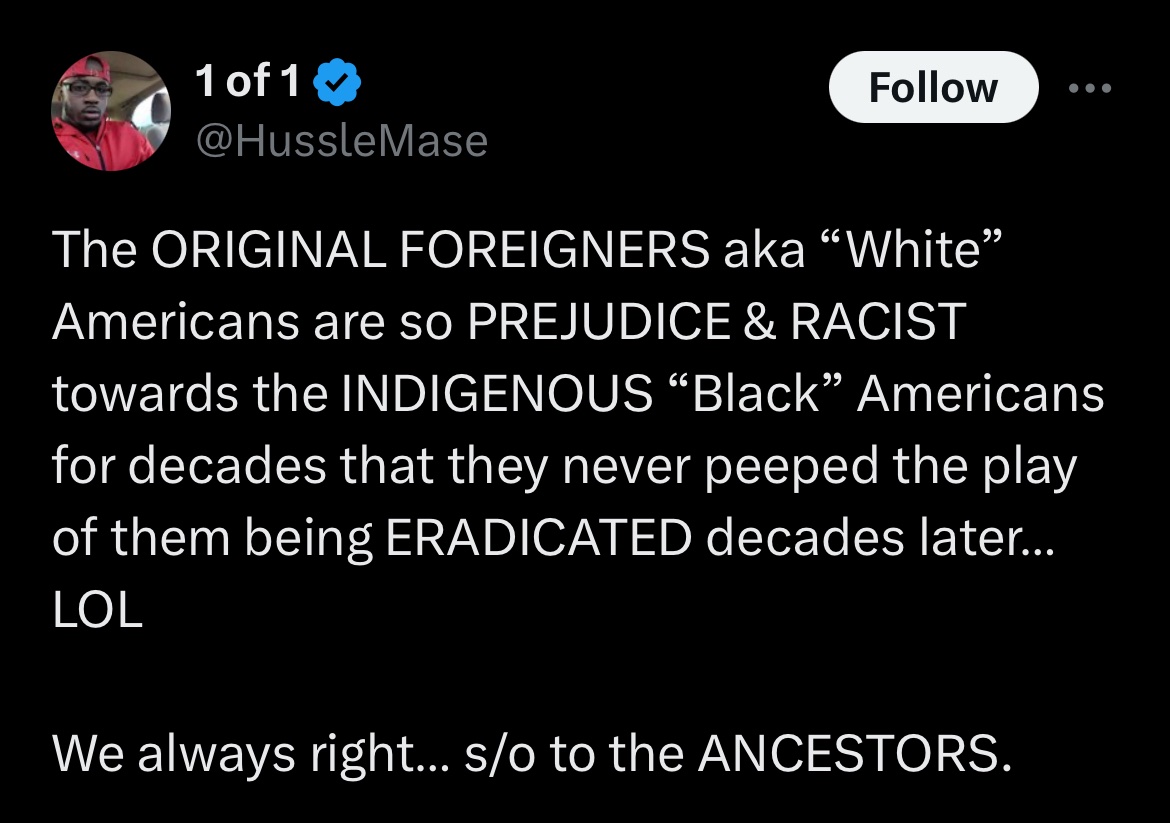 1 of 1
@HussleMase
Follow
The ORIGINAL FOREIGNERS aka “White”
Americans are so PREJUDICE & RACIST
towards the INDIGENOUS “Black” Americans
for decades that they never peeped the play
of them being ERADICATED decades later...
LOL
We always right... s/o to the ANCESTORS.